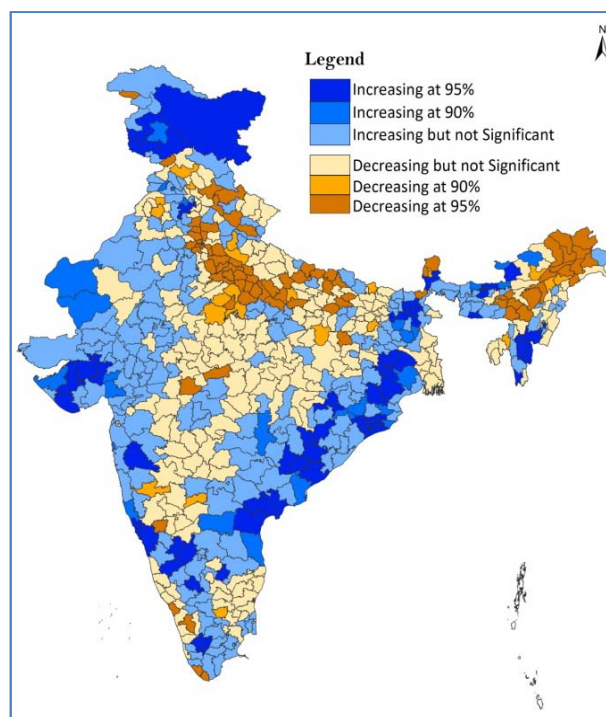 N
Legend
Increasing at 95%
Increasing at 90%
Increasing but not Significant
Decreasing but not Significant
Decreasing at 90%
Decreasing at 95%